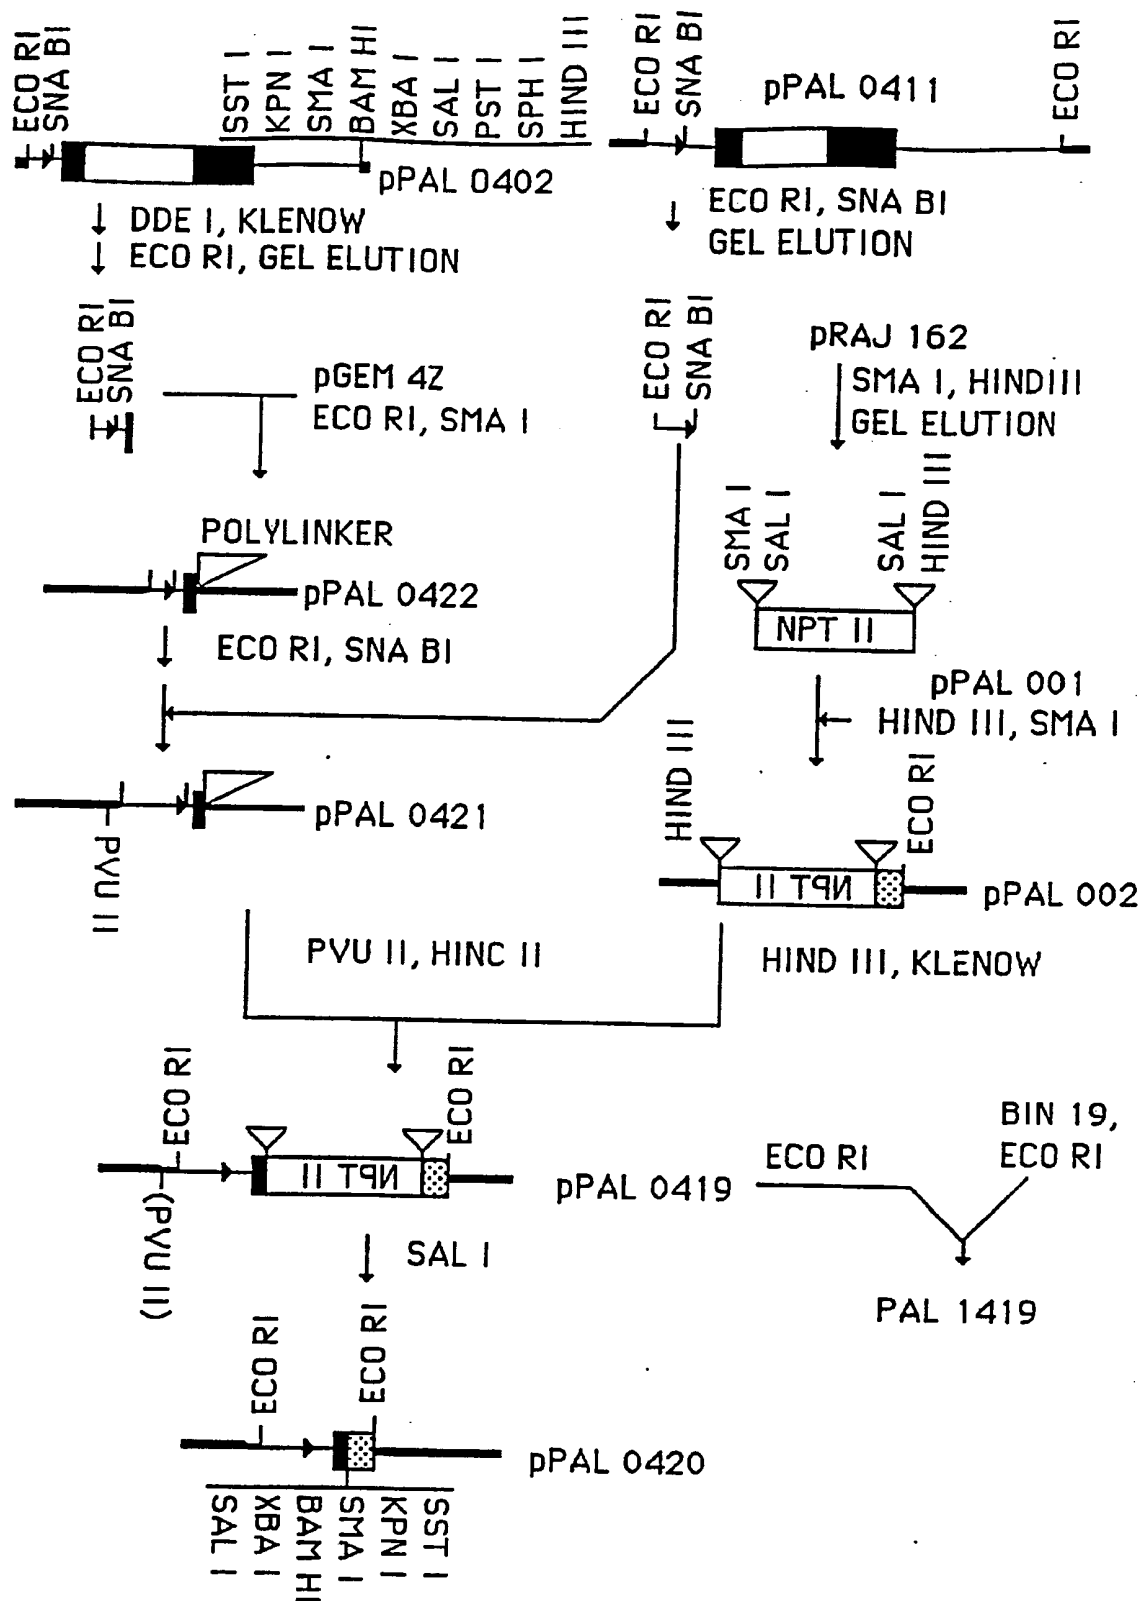 ECO RI
SNA BI
SST I
KPN I
SMA I
BAM HI
XBA I
SAL I
PST I
SPH I
HIND III
pPAL 0402
ECO RI
SNA BI
pPAL 0411
ECO RI
DDE I, KLENOW
ECO RI, GEL ELUTION
ECO RI, SNA BI
GEL ELUTION
ECO RI
SNA BI
pGEM 4Z
ECO RI, SMA I
ECO RI
SNA BI
pRAJ 162
SMA I, HINDIII
GEL ELUTION
SMA I
SAL I
SAL I
HIND III
NPT II
POLYLINKER
pPAL 0422
ECO RI, SNA BI
pPAL 001
HIND III, SMA I
pPAL 0421
PVU II
HIND III
ECO RI
NPT II
pPAL 002
PVU II, HINC II
HIND III, KLENOW
ECO RI
ECO RI
NPT II
(PVU II)
pPAL 0419
ECO RI
BIN 19,
ECO RI
PAL 1419
SAL I
ECO RI
ECO RI
pPAL 0420
SAL I
XBA I
BAM HI
SMA I
KPN I
SST I